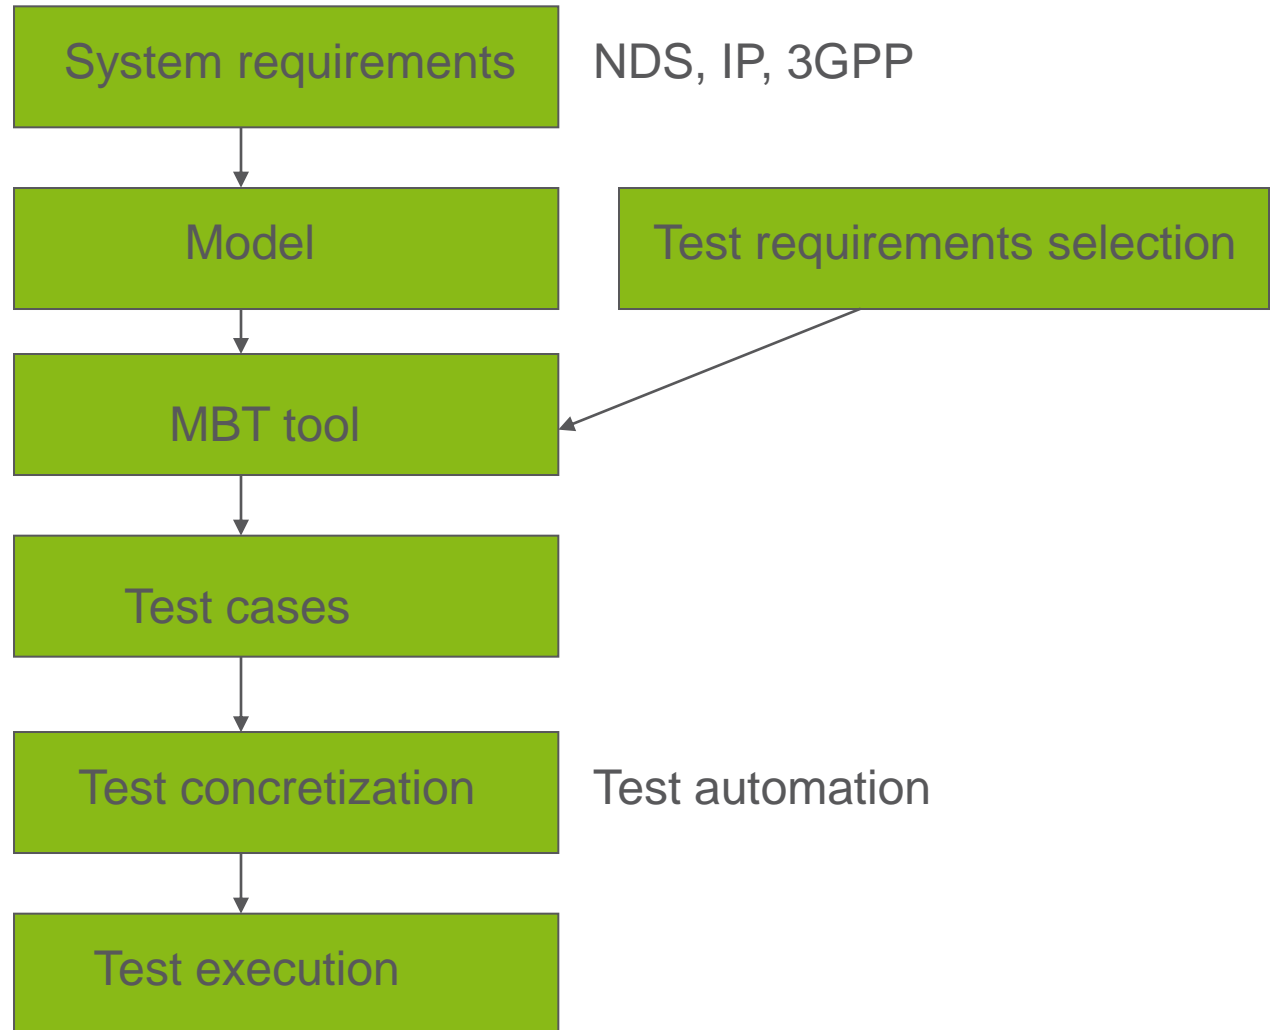 System requirements
NDS, IP, 3GPP
Model
Test requirements selection
MBT tool
Test cases
Test concretization
Test automation
Test execution